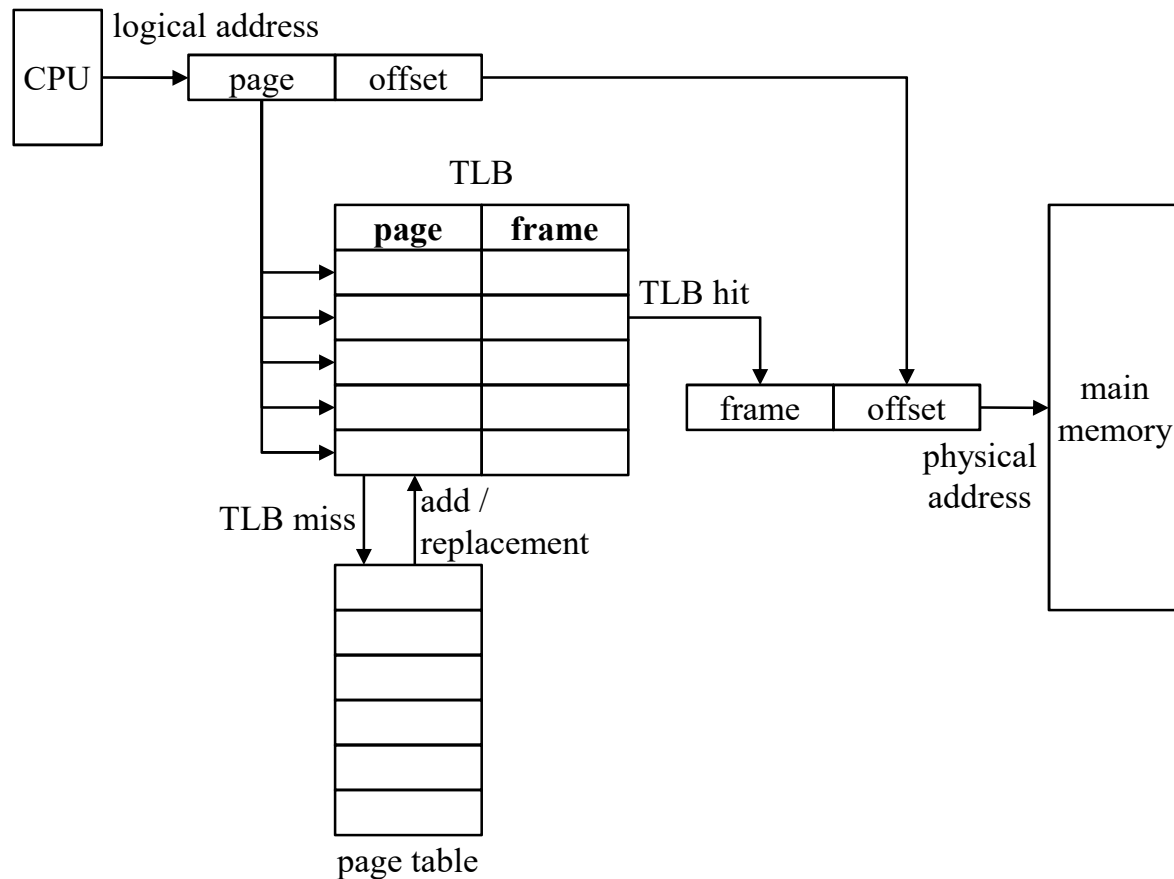 logical address
CPU
page
offset
TLB
page
frame
TLB hit
frame
offset
main
memory
physical
address
TLB miss
add /
replacement
page table